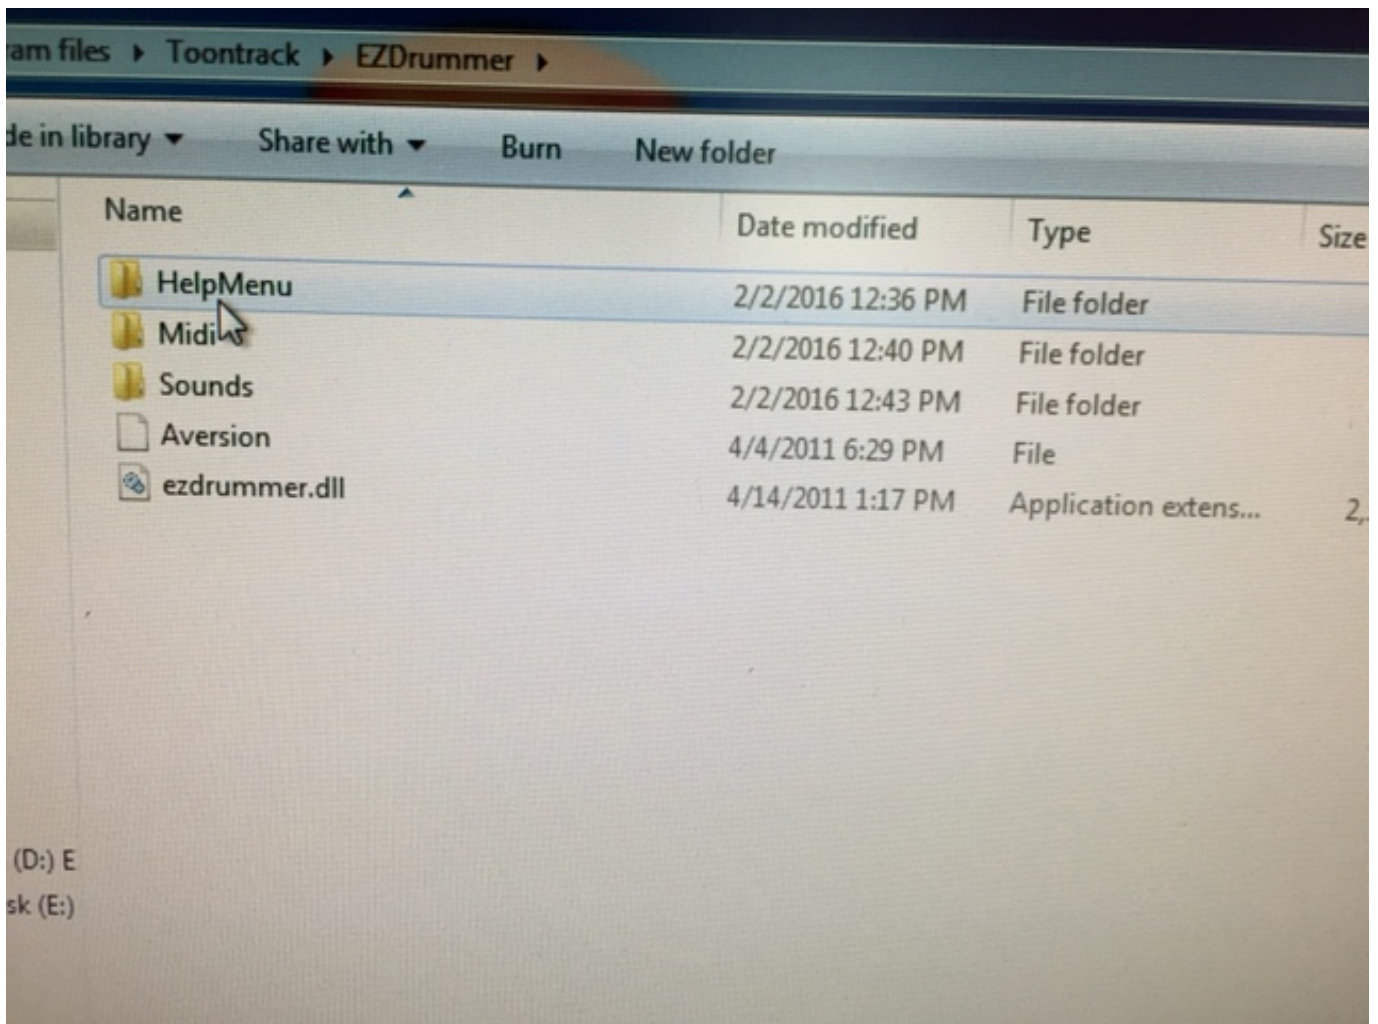 ram files ▸ Toontrack ▸ EZDrummer ▸
de in library ▾ Share with ▾ Burn New folder
Name Date modified Type Size
HelpMenu 2/2/2016 12:36 PM File folder
Midi 2/2/2016 12:40 PM File folder
Sounds 2/2/2016 12:43 PM File folder
Aversion 4/4/2011 6:29 PM File
ezdrummer.dll 4/14/2011 1:17 PM Application extens... 2,
(D:) E
sk (E:)